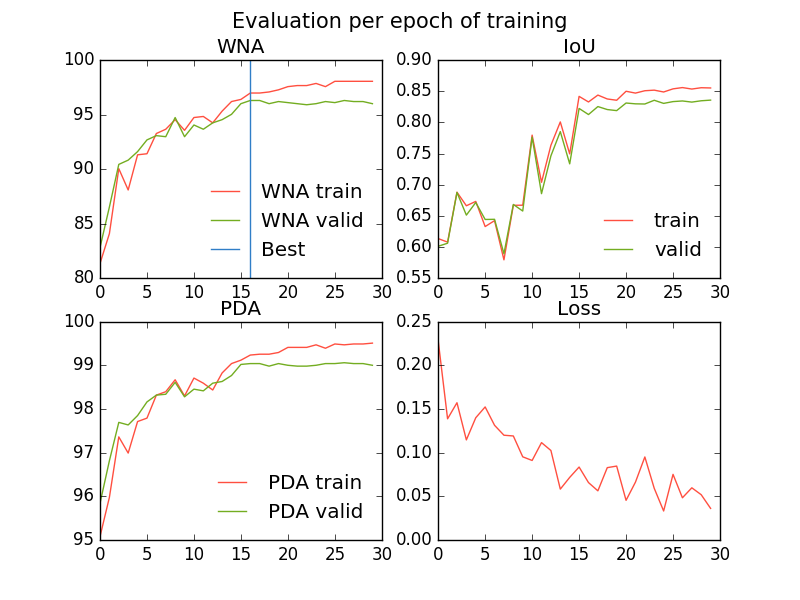 Evaluation per epoch of training
WNA
100
95
90
85
80
0 5 10 15 20 25 30
WNA train
WNA valid
Best
IoU
0.90
0.85
0.80
0.75
0.70
0.65
0.60
0.55
0 5 10 15 20 25 30
train
valid
PDA
100
99
98
97
96
95
0 5 10 15 20 25 30
PDA train
PDA valid
Loss
0.25
0.20
0.15
0.10
0.05
0.00
0 5 10 15 20 25 30